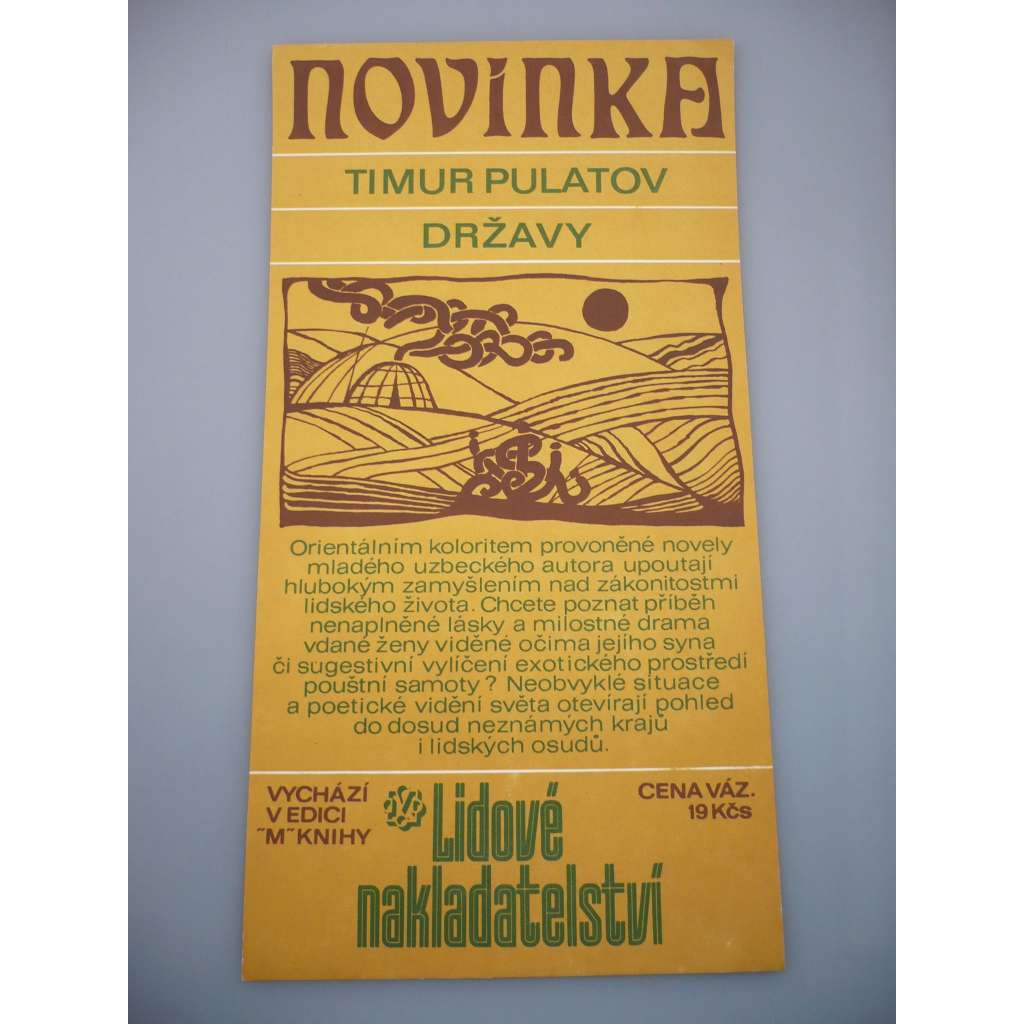 NOVINKA
TIMUR PULATOV
DRŽAVY
Orientálním koloritem provoněné novely
mladého uzbeckého autora upoutají
hlubokým zamyšlením nad zákonitostmi
lidského života. Chcete poznat příběh
nenaplněné lásky a milostné drama
vdané ženy viděné očima jejího syna
či sugestivní vylíčení exotického prostředí
pouštní samoty? Neobvyklé situace
a poetické vidění světa otevírají pohled
do dosud neznámých krajů
i lidských osudů.
VYCHÁZÍ
V EDICI
˝M˝ KNIHY
Lidové
nakladatelství
CENA VÁZ.
19 Kčs